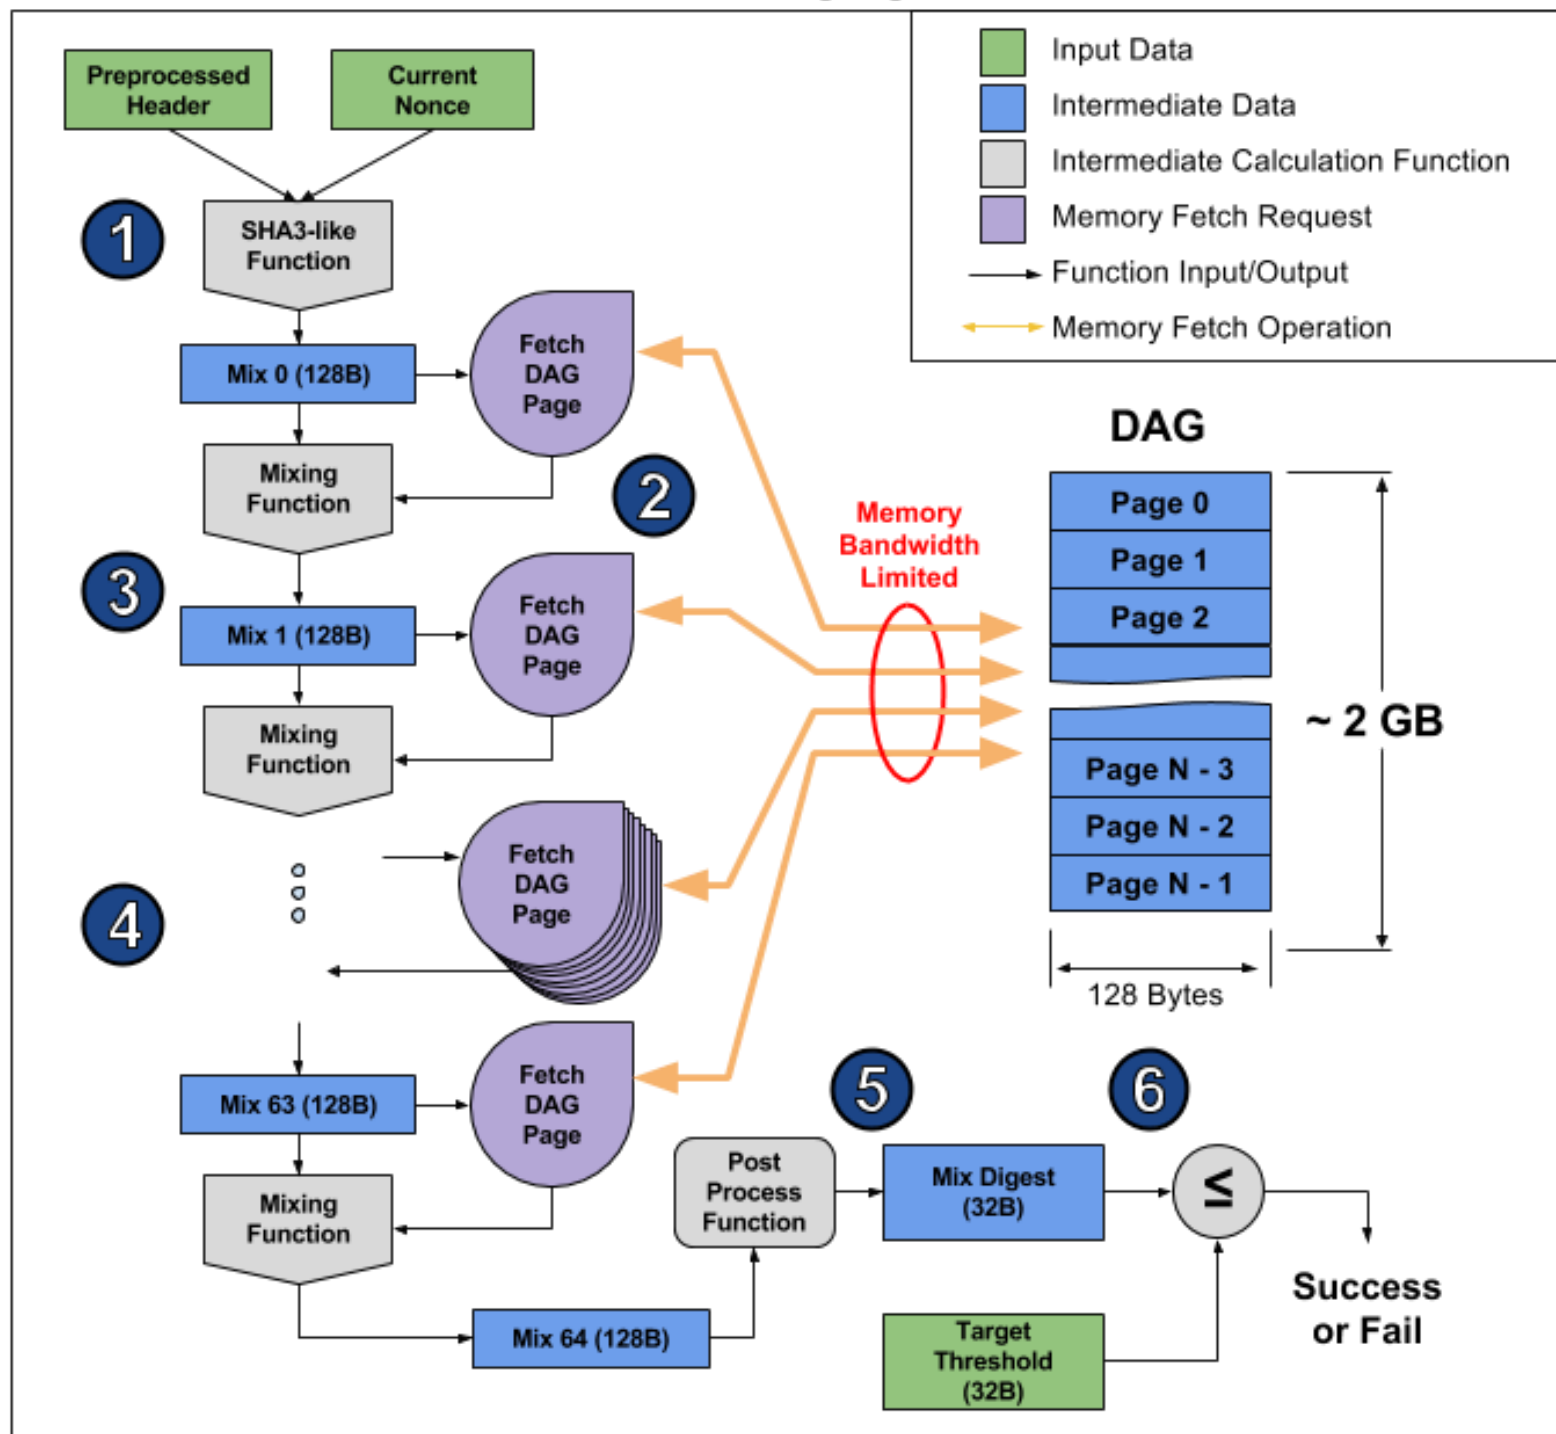 Input Data
Intermediate Data
Intermediate Calculation Function
Memory Fetch Request
Function Input/Output
Memory Fetch Operation
Preprocessed
Header
Current
Nonce
1
SHA3-like
Function
Mix 0 (128B)
Fetch
DAG
Page
Mixing
Function
2
3
Mix 1 (128B)
Fetch
DAG
Page
Mixing
Function
4
Fetch
DAG
Page
Mix 63 (128B)
Fetch
DAG
Page
Mixing
Function
Mix 64 (128B)
Memory
Bandwidth
Limited
DAG
Page 0
Page 1
Page 2
Page N - 3
Page N - 2
Page N - 1
~ 2 GB
128 Bytes
Post
Process
Function
5
Mix Digest
(32B)
6
≤
Target
Threshold
(32B)
Success
or Fail